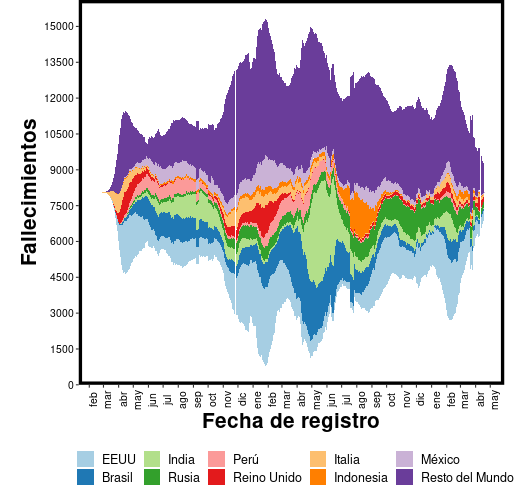 Fallecimientos
15000
13500
12000
10500
9000
7500
6000
4500
3000
1500
0
feb mar abr may jun jul ago sep oct nov dic ene feb mar abr may jun jul ago sep oct nov dic ene feb mar abr may
Fecha de registro
EEUU India Perú Italia México
Brasil Rusia Reino Unido Indonesia Resto del Mundo